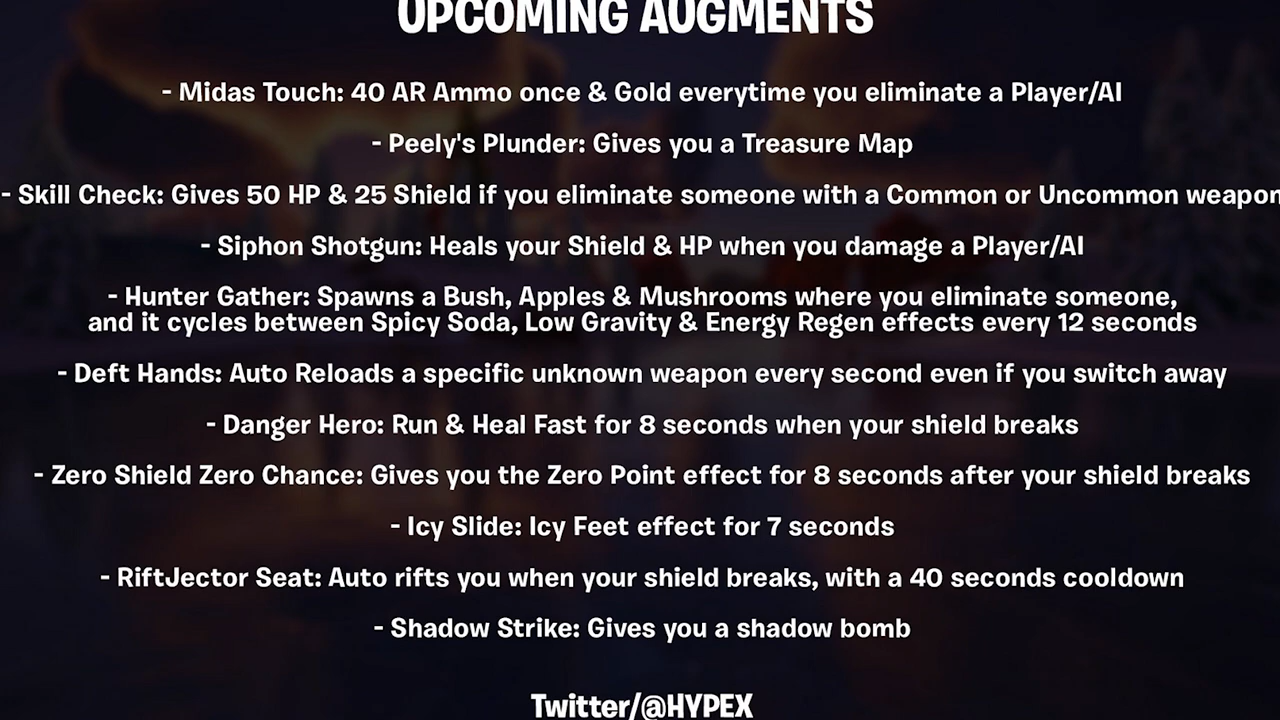 UPCOMING AUGMENTS
- Midas Touch: 40 AR Ammo once & Gold everytime you eliminate a Player/AI
- Peely's Plunder: Gives you a Treasure Map
- Skill Check: Gives 50 HP & 25 Shield if you eliminate someone with a Common or Uncommon weapon
- Siphon Shotgun: Heals your Shield & HP when you damage a Player/AI
- Hunter Gather: Spawns a Bush, Apples & Mushrooms where you eliminate someone,
and it cycles between Spicy Soda, Low Gravity & Energy Regen effects every 12 seconds
- Deft Hands: Auto Reloads a specific unknown weapon every second even if you switch away
- Danger Hero: Run & Heal Fast for 8 seconds when your shield breaks
- Zero Shield Zero Chance: Gives you the Zero Point effect for 8 seconds after your shield breaks
- Icy Slide: Icy Feet effect for 7 seconds
- RiftJector Seat: Auto rifts you when your shield breaks, with a 40 seconds cooldown
- Shadow Strike: Gives you a shadow bomb
Twitter/@HYPEX